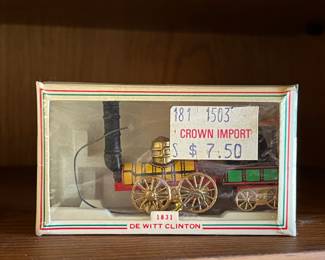 181 1503
CROWN IMPORT
$ $ 7.50
1831
DE WITT CLINTON